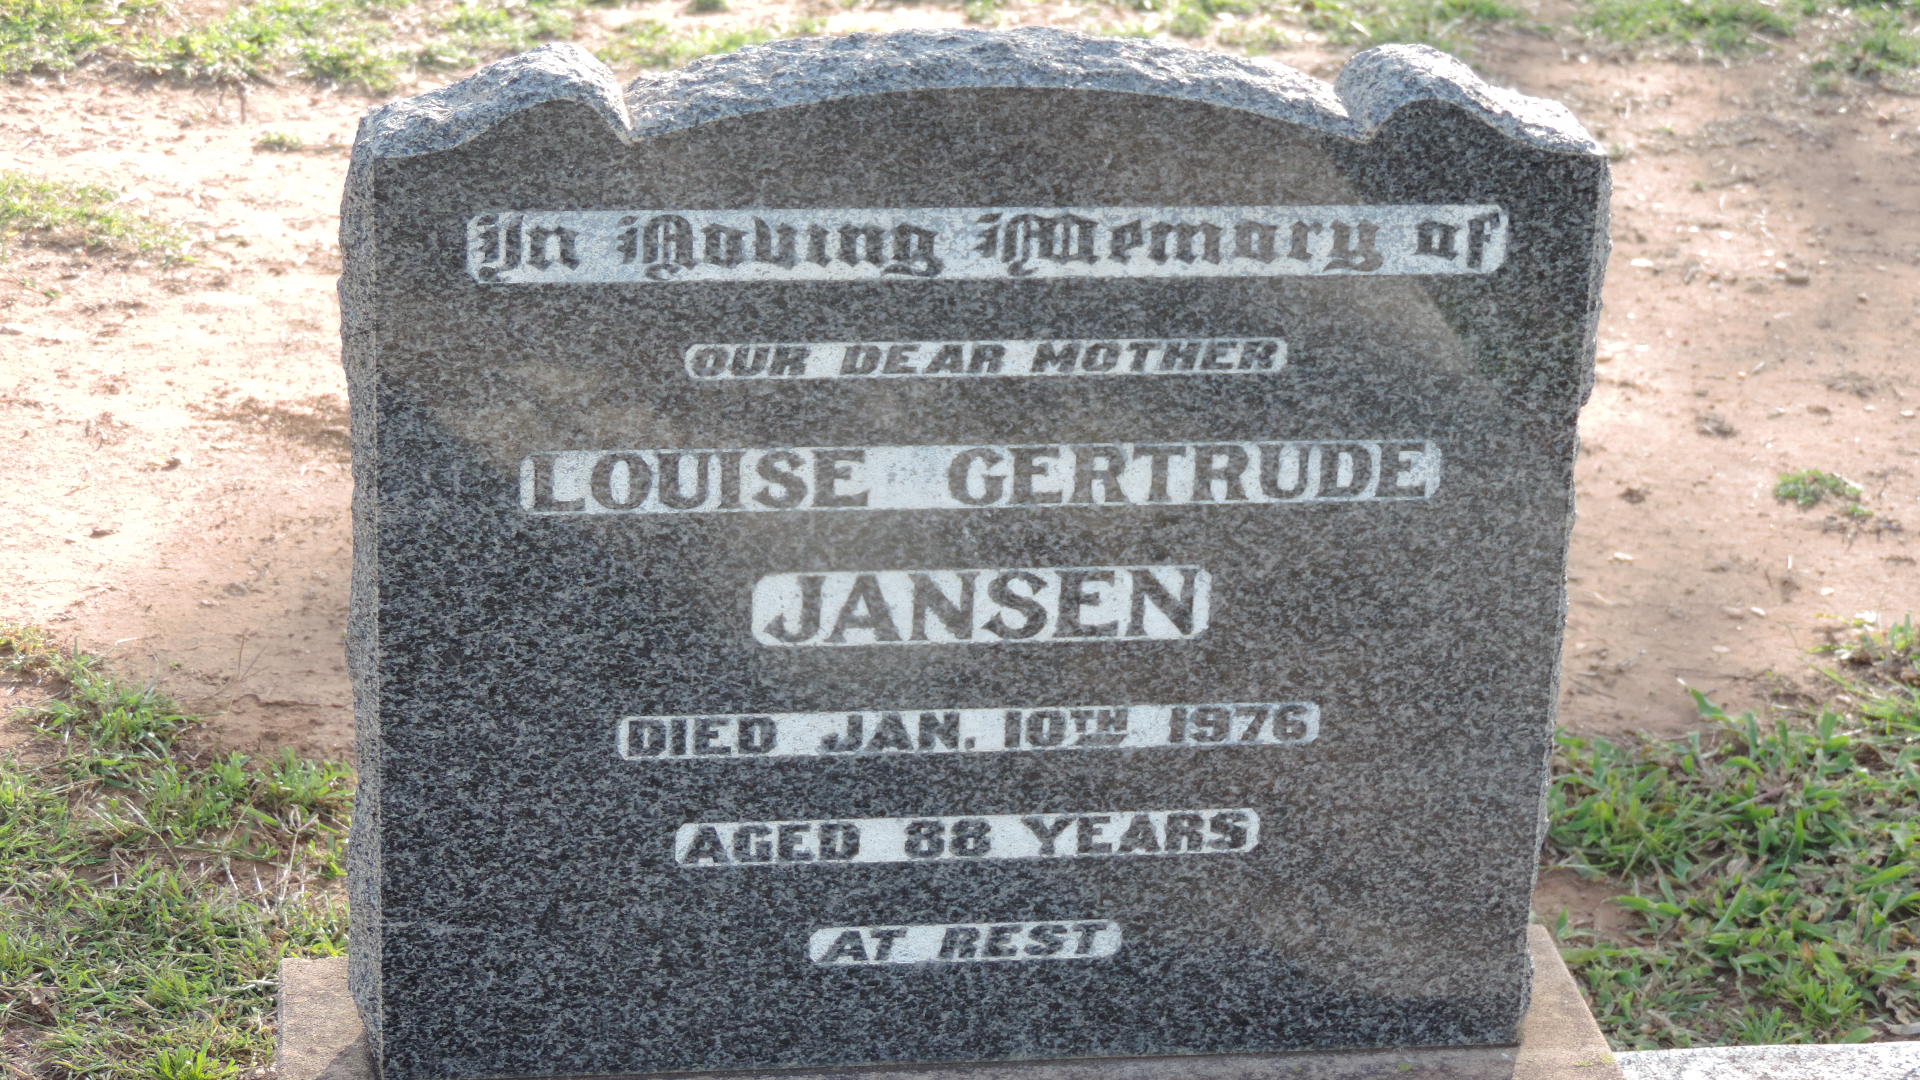 In Loving Memory of
OUR DEAR MOTHER
LOUISE GERTRUDE
JANSEN
DIED JAN. 10TH 1976
AGED 88 YEARS
AT REST